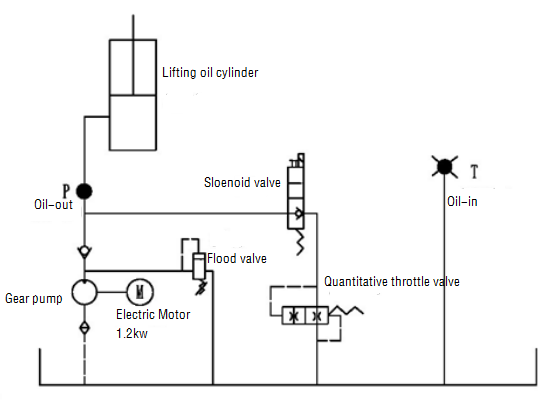 Lifting oil cylinder
Sloenoid valve
P
Oil-out
T
Oil-in
Flood valve
Quantitative throttle valve
Gear pump
M
Electric Motor
1.2kw